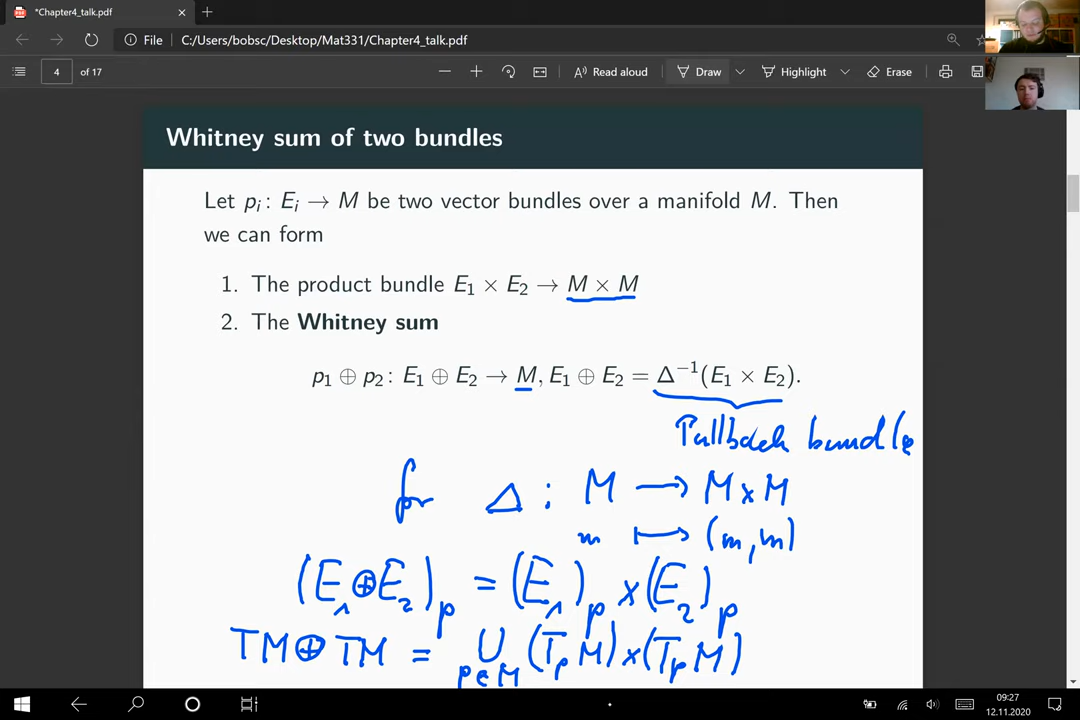 *Chapter4_talk.pdf
File C:/Users/bobsc/Desktop/Mat331/Chapter4_talk.pdf
4 of 17 Read aloud Draw Highlight Erase
Whitney sum of two bundles
Let pᵢ: Eᵢ → M be two vector bundles over a manifold M. Then
we can form
1. The product bundle E₁ × E₂ → M × M
2. The Whitney sum
p₁ ⊕ p₂: E₁ ⊕ E₂ → M, E₁ ⊕ E₂ = Δ⁻¹(E₁ × E₂).
Pullback bundle
for Δ : M → M × M
m ↦ (m, m)
(E₁ ⊕ E₂)ₚ = (E₁)ₚ × (E₂)ₚ
TM ⊕ TM = ∪ p∈M (TₚM) × (TₚM)
09:27
12.11.2020